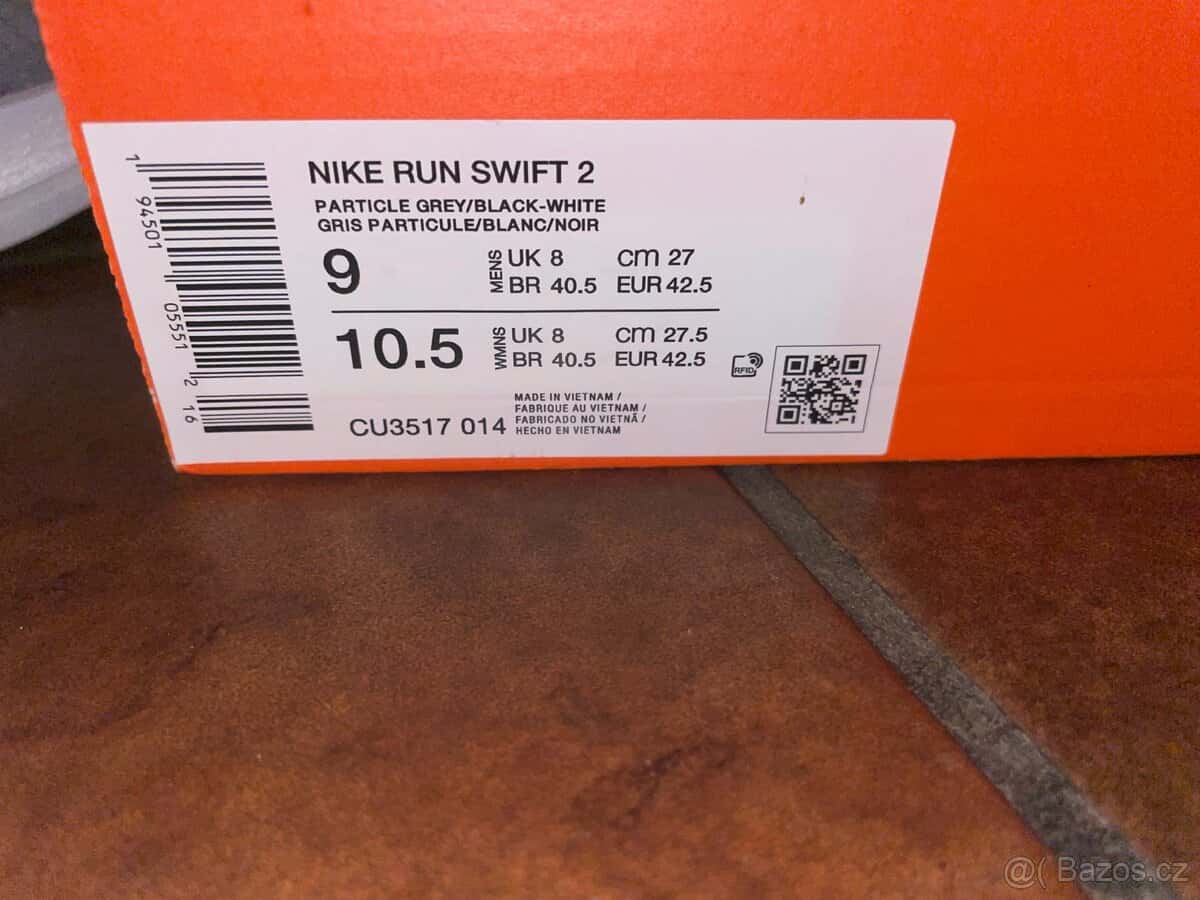 NIKE RUN SWIFT 2
PARTICLE GREY/BLACK-WHITE
GRIS PARTICULE/BLANC/NOIR
9 MENS UK 8 cm 27
BR 40.5 EUR 42.5
10.5 WMNS UK 8 cm 27.5
BR 40.5 EUR 42.5
RFID
CU3517 014
MADE IN VIETNAM /
FABRIQUE AU VIETNAM /
FABRICADO NO VIETNÃ /
HECHO EN VIETNAM
1 94501 05551 2 16
@( Bazos.cz